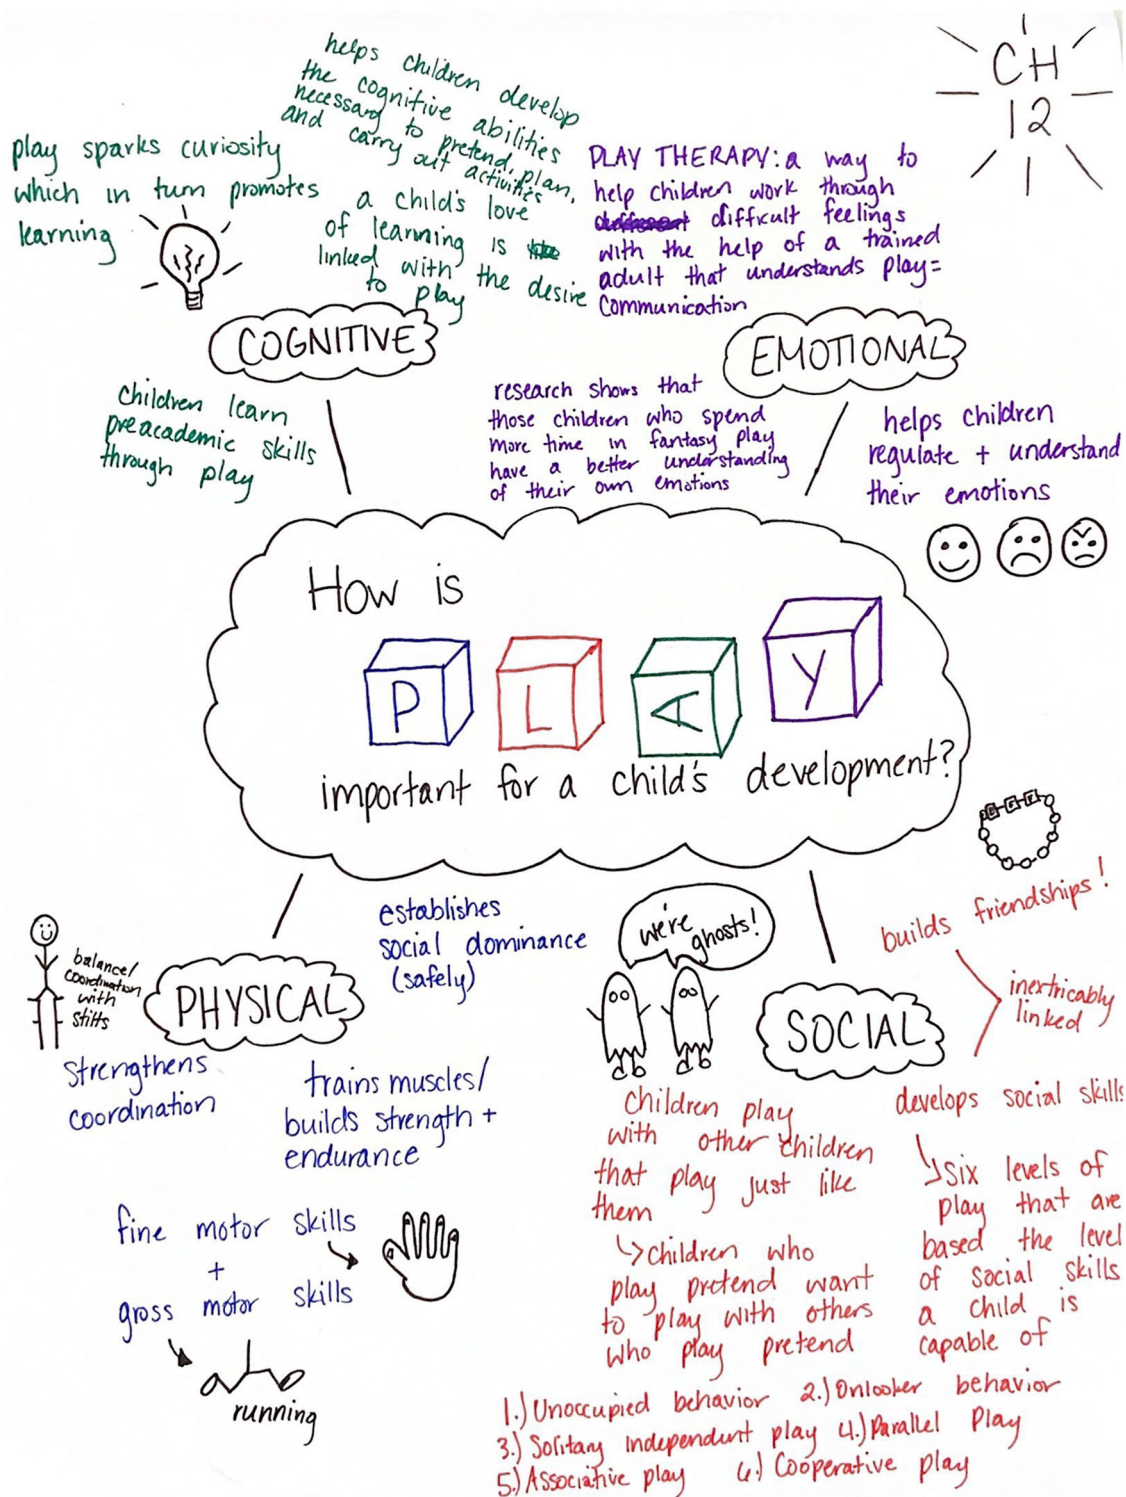 CH
12
helps children develop
the cognitive abilities
necessary to pretend, plan,
and carry out activities
play sparks curiosity
which in turn promotes
learning
a child's love
of learning is
linked with the desire
to play
PLAY THERAPY: a way to
help children work through
difficult feelings
with the help of a trained
adult that understands play=
communication
COGNITIVE
EMOTIONAL
children learn
preacademic skills
through play
research shows that
those children who spend
more time in fantasy play
have a better understanding
of their own emotions
helps children
regulate + understand
their emotions
How is
P L A Y
important for a child's development?
PHYSICAL
balance/
coordination
with
stilts
establishes
social dominance
(safely)
strengthens
coordination
trains muscles/
builds strength +
endurance
fine motor skills
+
gross motor skills
running
we're
ghosts!
SOCIAL
builds friendships!
inextricably
linked
develops social skills
children play
with other children
that play just like
them
children who
play pretend want
to play with others
who play pretend
six levels of
play that are
based the level
of social skills
a child is
capable of
1.) Unoccupied behavior 2.) Onlooker behavior
3.) Solitary independent play 4.) Parallel Play
5.) Associative play 6.) Cooperative play